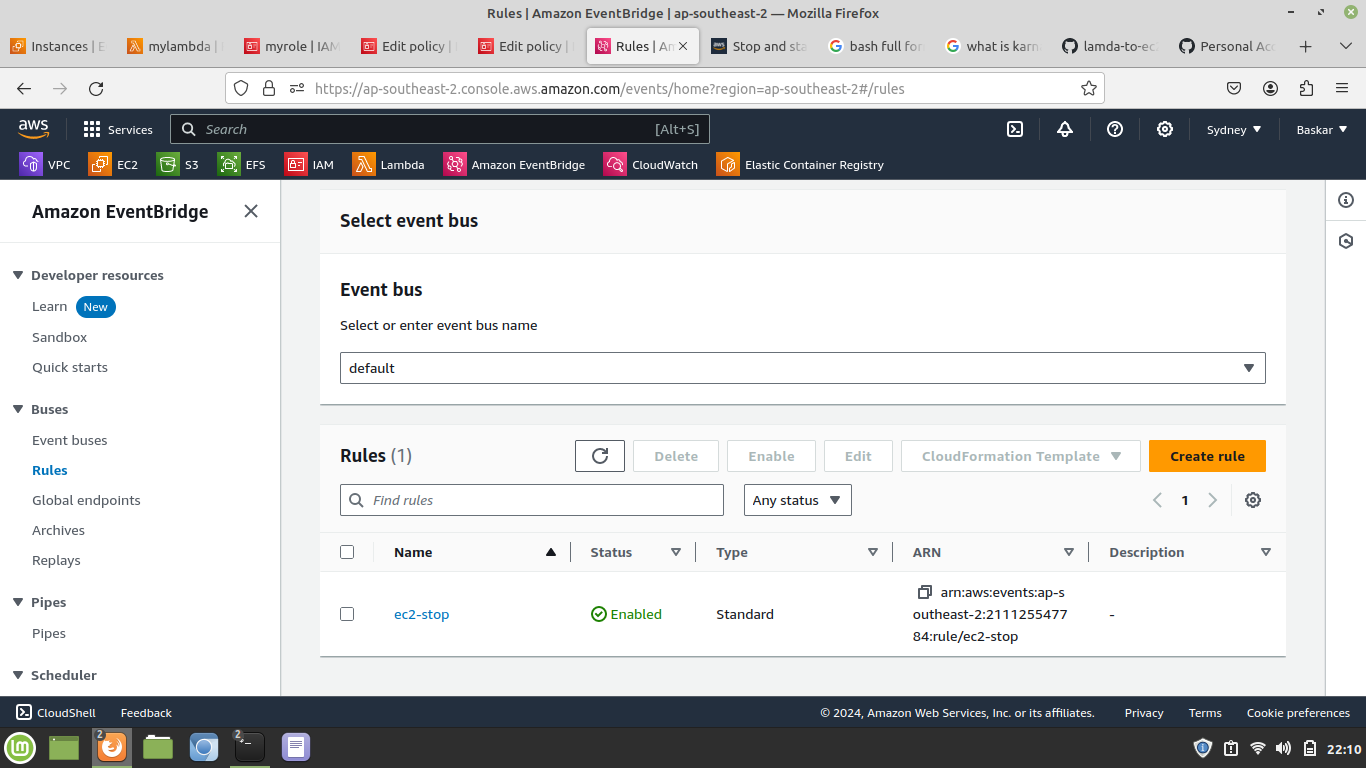 Rules | Amazon EventBridge | ap-southeast-2 — Mozilla Firefox
Instances | E
mylambda |
myrole | IAM
Edit policy |
Edit policy |
Rules | Am
Stop and sta
bash full for
what is karn
lamda-to-ec
Personal Acc
https://ap-southeast-2.console.aws.amazon.com/events/home?region=ap-southeast-2#/rules
aws
Services
Search
[Alt+S]
Sydney
Baskar
VPC
EC2
S3
EFS
IAM
Lambda
Amazon EventBridge
CloudWatch
Elastic Container Registry
Amazon EventBridge
Developer resources
Learn New
Sandbox
Quick starts
Buses
Event buses
Rules
Global endpoints
Archives
Replays
Pipes
Pipes
Scheduler
Select event bus
Event bus
Select or enter event bus name
default
Rules (1)
Delete
Enable
Edit
CloudFormation Template
Create rule
Find rules
Any status
1
Name
Status
Type
ARN
Description
ec2-stop
Enabled
Standard
arn:aws:events:ap-s
outheast-2:2111255477
84:rule/ec2-stop
-
CloudShell
Feedback
© 2024, Amazon Web Services, Inc. or its affiliates.
Privacy
Terms
Cookie preferences
2
2
22:10